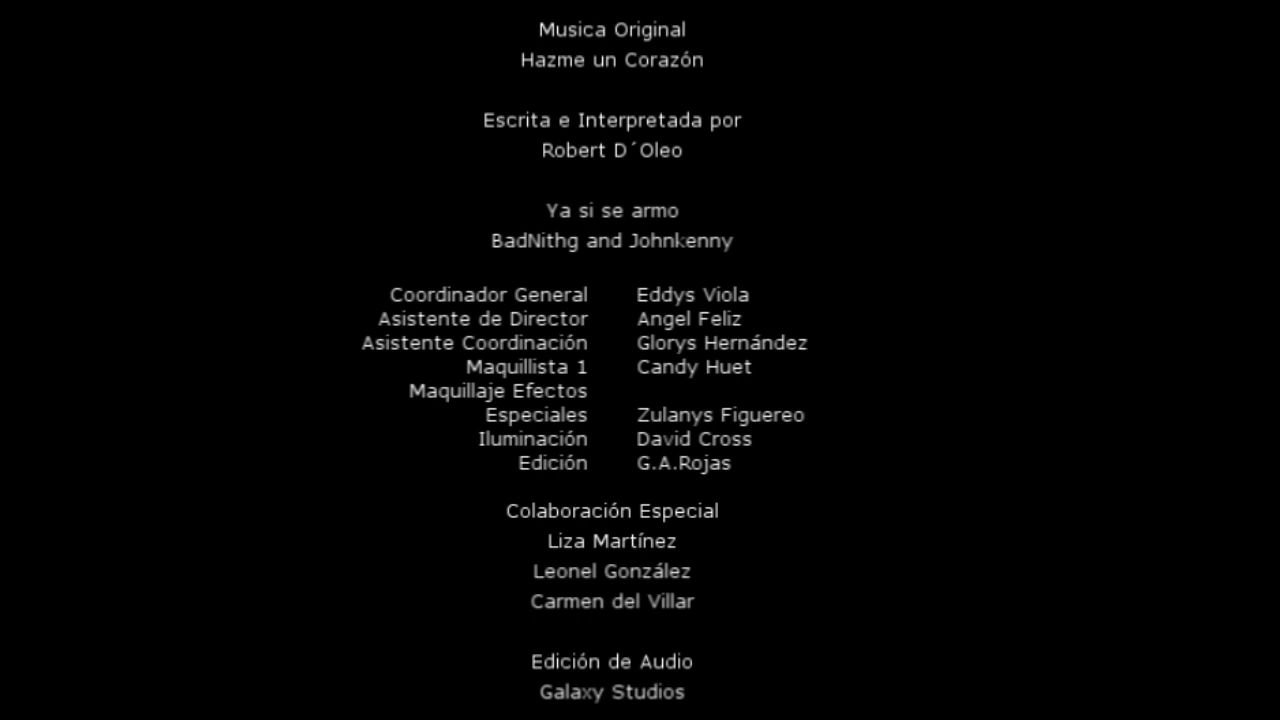 Musica Original
Hazme un Corazón
Escrita e Interpretada por
Robert D´Oleo
Ya si se armo
BadNithg and Johnkenny
Coordinador General Eddys Viola
Asistente de Director Angel Feliz
Asistente Coordinación Glorys Hernández
Maquillista 1 Candy Huet
Maquillaje Efectos
Especiales Zulanys Figuereo
Iluminación David Cross
Edición G.A.Rojas
Colaboración Especial
Liza Martínez
Leonel González
Carmen del Villar
Edición de Audio
Galaxy Studios